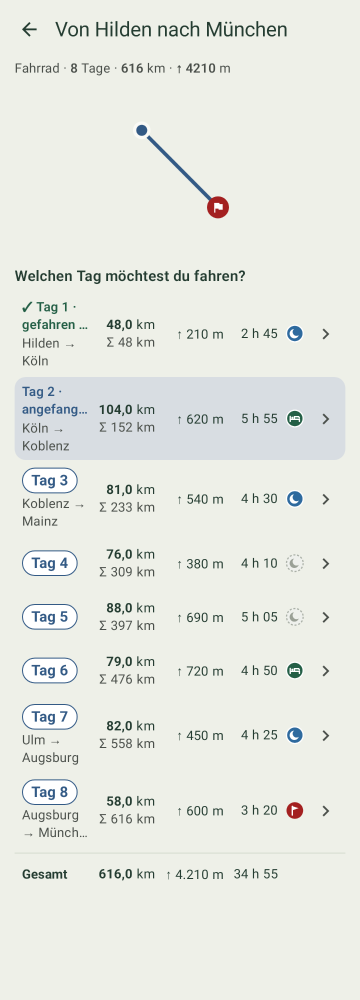 Von Hilden nach München
Fahrrad · 8 Tage · 616 km · ↑ 4210 m
Welchen Tag möchtest du fahren?
✓ Tag 1 ·
gefahren ...
Hilden →
Köln
48,0 km
Σ 48 km
↑ 210 m
2 h 45
Tag 2 ·
angefang...
Köln →
Koblenz
104,0 km
Σ 152 km
↑ 620 m
5 h 55
Tag 3
Koblenz →
Mainz
81,0 km
Σ 233 km
↑ 540 m
4 h 30
Tag 4
76,0 km
Σ 309 km
↑ 380 m
4 h 10
Tag 5
88,0 km
Σ 397 km
↑ 690 m
5 h 05
Tag 6
79,0 km
Σ 476 km
↑ 720 m
4 h 50
Tag 7
Ulm →
Augsburg
82,0 km
Σ 558 km
↑ 450 m
4 h 25
Tag 8
Augsburg
→ Münch...
58,0 km
Σ 616 km
↑ 600 m
3 h 20
Gesamt 616,0 km ↑ 4.210 m 34 h 55